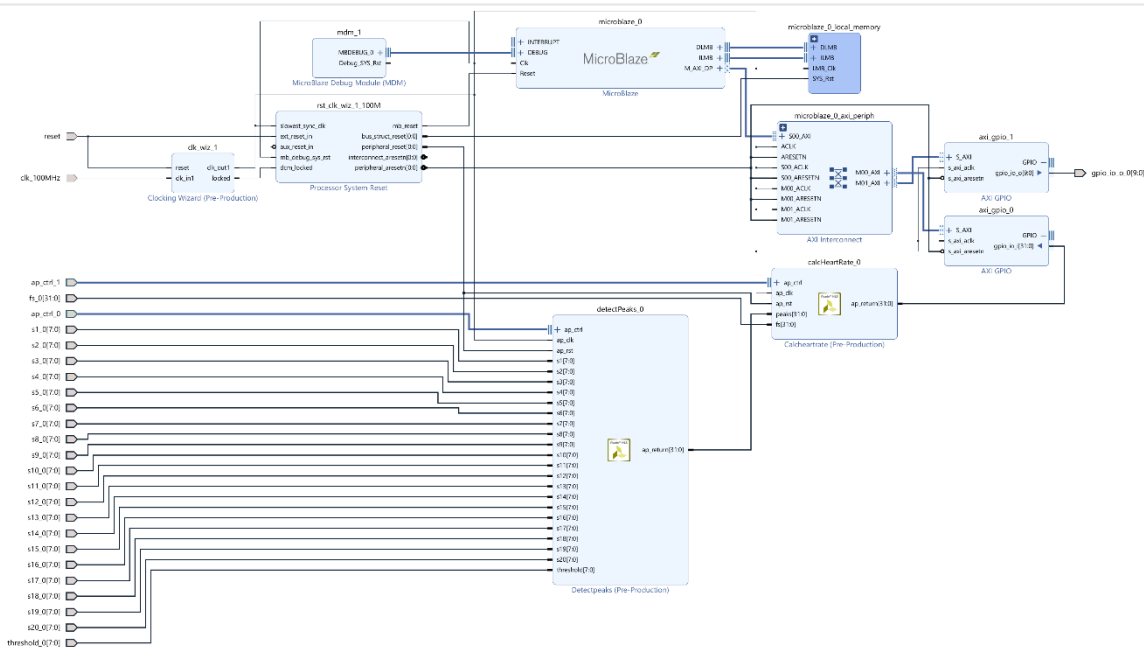 mdm_1
MBDEBUG_0
Debug_SYS_Rst
MicroBlaze Debug Module (MDM)
microblaze_0
INTERRUPT
DEBUG
Clk
Reset
MicroBlaze
DLMB
ILMB
M_AXI_DP
MicroBlaze
microblaze_0_local_memory
DLMB
ILMB
LMB_Clk
SYS_Rst
rst_clk_wiz_1_100M
slowest_sync_clk
ext_reset_in
aux_reset_in
mb_debug_sys_rst
dcm_locked
mb_reset
bus_struct_reset[0:0]
peripheral_reset[0:0]
interconnect_aresetn[0:0]
peripheral_aresetn[0:0]
Processor System Reset
reset
clk_100MHz
clk_wiz_1
reset
clk_in1
clk_out1
locked
Clocking Wizard (Pre-Production)
microblaze_0_axi_periph
S00_AXI
ACLK
ARESETN
S00_ACLK
S00_ARESETN
M00_ACLK
M00_ARESETN
M01_ACLK
M01_ARESETN
M00_AXI
M01_AXI
AXI Interconnect
axi_gpio_1
S_AXI
s_axi_aclk
s_axi_aresetn
GPIO
gpio_io_o[9:0]
AXI GPIO
gpio_io_o_0[9:0]
axi_gpio_0
S_AXI
s_axi_aclk
s_axi_aresetn
GPIO
gpio_io_i[31:0]
AXI GPIO
calcHeartRate_0
ap_ctrl
ap_clk
ap_rst
peaks[31:0]
fs[31:0]
ap_return[31:0]
Calcheartrate (Pre-Production)
ap_ctrl_1
fs_0[31:0]
ap_ctrl_0
s1_0[7:0]
s2_0[7:0]
s3_0[7:0]
s4_0[7:0]
s5_0[7:0]
s6_0[7:0]
s7_0[7:0]
s8_0[7:0]
s9_0[7:0]
s10_0[7:0]
s11_0[7:0]
s12_0[7:0]
s13_0[7:0]
s14_0[7:0]
s15_0[7:0]
s16_0[7:0]
s17_0[7:0]
s18_0[7:0]
s19_0[7:0]
s20_0[7:0]
threshold_0[7:0]
detectPeaks_0
ap_ctrl
ap_clk
ap_rst
s1[7:0]
s2[7:0]
s3[7:0]
s4[7:0]
s5[7:0]
s6[7:0]
s7[7:0]
s8[7:0]
s9[7:0]
s10[7:0]
s11[7:0]
s12[7:0]
s13[7:0]
s14[7:0]
s15[7:0]
s16[7:0]
s17[7:0]
s18[7:0]
s19[7:0]
s20[7:0]
threshold[7:0]
ap_return[31:0]
Detectpeaks (Pre-Production)